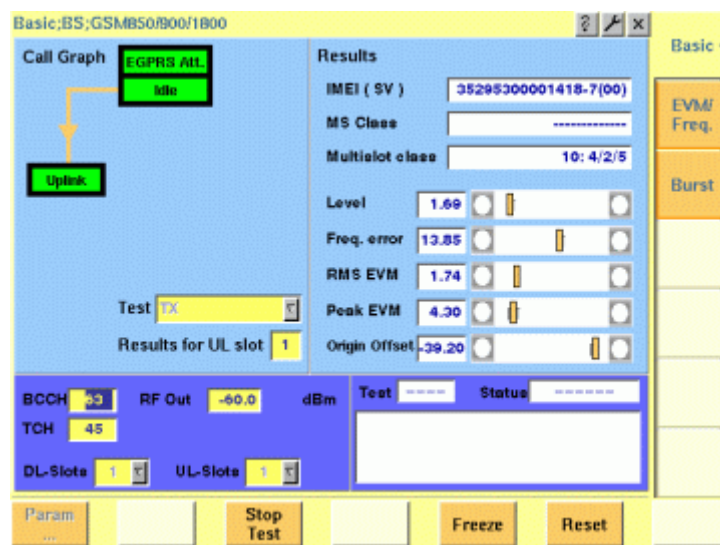 Basic;BS;GSM850/900/1800
? x
Call Graph
EGPRS Att.
Idle
Uplink
Test TX
Results for UL slot 1
Results
IMEI ( SV ) 35295300001418-7(00)
MS Class -------------
Multislot class 10: 4/2/5
Level 1.69
Freq. error 13.85
RMS EVM 1.74
Peak EVM 4.30
Origin Offset -39.20
BCCH RF Out -60.0 dBm
TCH 45
DL-Slots 1 UL-Slots 1
Test ---- Status ------
Basic
EVM/
Freq.
Burst
Param
...
Stop
Test
Freeze
Reset